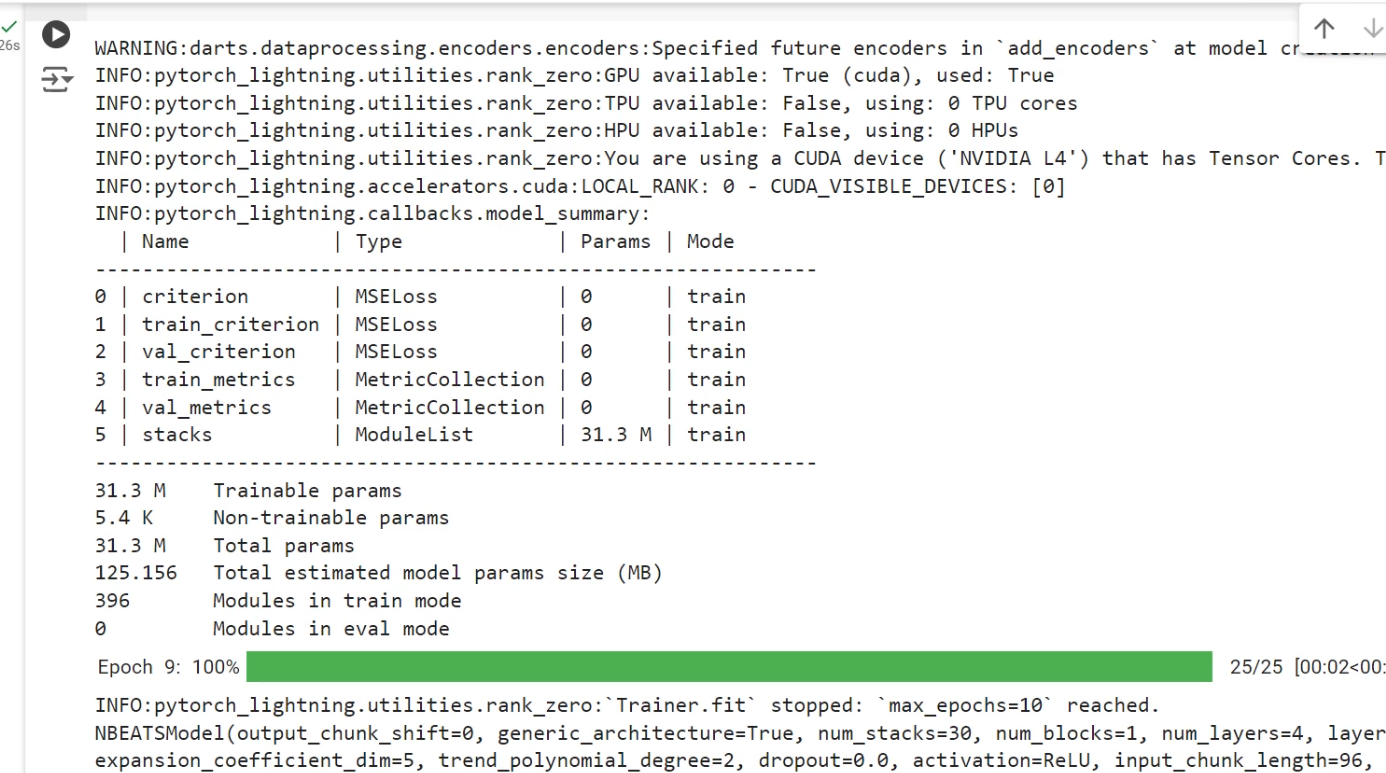 26s
WARNING:darts.dataprocessing.encoders.encoders:Specified future encoders in `add_encoders` at model creation
INFO:pytorch_lightning.utilities.rank_zero:GPU available: True (cuda), used: True
INFO:pytorch_lightning.utilities.rank_zero:TPU available: False, using: 0 TPU cores
INFO:pytorch_lightning.utilities.rank_zero:HPU available: False, using: 0 HPUs
INFO:pytorch_lightning.utilities.rank_zero:You are using a CUDA device ('NVIDIA L4') that has Tensor Cores. T
INFO:pytorch_lightning.accelerators.cuda:LOCAL_RANK: 0 - CUDA_VISIBLE_DEVICES: [0]
INFO:pytorch_lightning.callbacks.model_summary:
  | Name            | Type             | Params | Mode
-------------------------------------------------------------
0 | criterion       | MSELoss          | 0      | train
1 | train_criterion | MSELoss          | 0      | train
2 | val_criterion   | MSELoss          | 0      | train
3 | train_metrics   | MetricCollection | 0      | train
4 | val_metrics     | MetricCollection | 0      | train
5 | stacks          | ModuleList       | 31.3 M | train
-------------------------------------------------------------
31.3 M    Trainable params
5.4 K     Non-trainable params
31.3 M    Total params
125.156   Total estimated model params size (MB)
396       Modules in train mode
0         Modules in eval mode
Epoch 9: 100% 25/25 [00:02<00:
INFO:pytorch_lightning.utilities.rank_zero:`Trainer.fit` stopped: `max_epochs=10` reached.
NBEATSModel(output_chunk_shift=0, generic_architecture=True, num_stacks=30, num_blocks=1, num_layers=4, layer
expansion_coefficient_dim=5, trend_polynomial_degree=2, dropout=0.0, activation=ReLU, input_chunk_length=96,